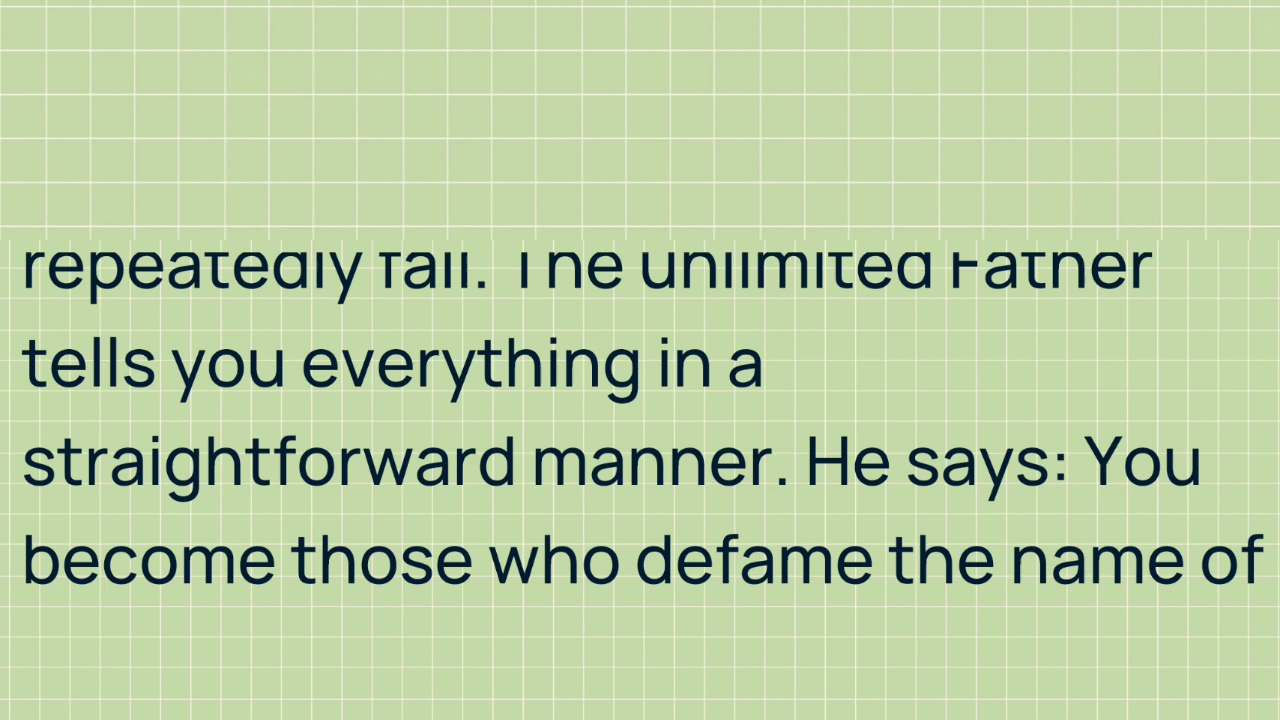 repeatedly fall. The unlimited Father
tells you everything in a
straightforward manner. He says: You
become those who defame the name of